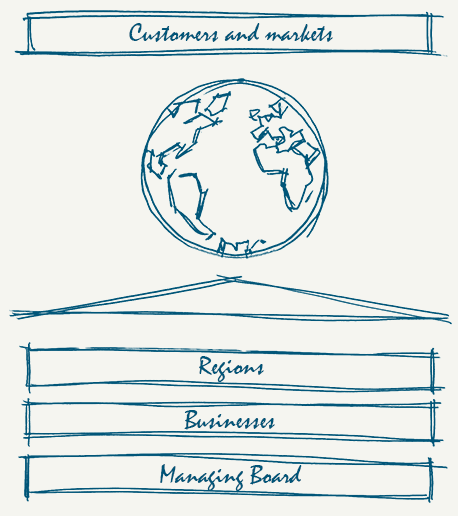 Customers and markets
Regions
Businesses
Managing Board